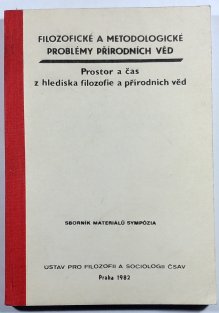 FILOZOFICKÉ A METODOLOGICKÉ
PROBLÉMY PŘÍRODNÍCH VĚD
Prostor a čas
z hlediska filozofie a přírodních věd
SBORNÍK MATERIÁLŮ SYMPÓZIA
ÚSTAV PRO FILOZOFII A SOCIOLOGII ČSAV
Praha 1982